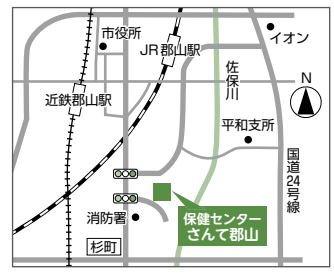 市役所
JR郡山駅
イオン
佐保川
N
近鉄郡山駅
平和支所
国道24号線
消防署
保健センター
さんて郡山
杉町